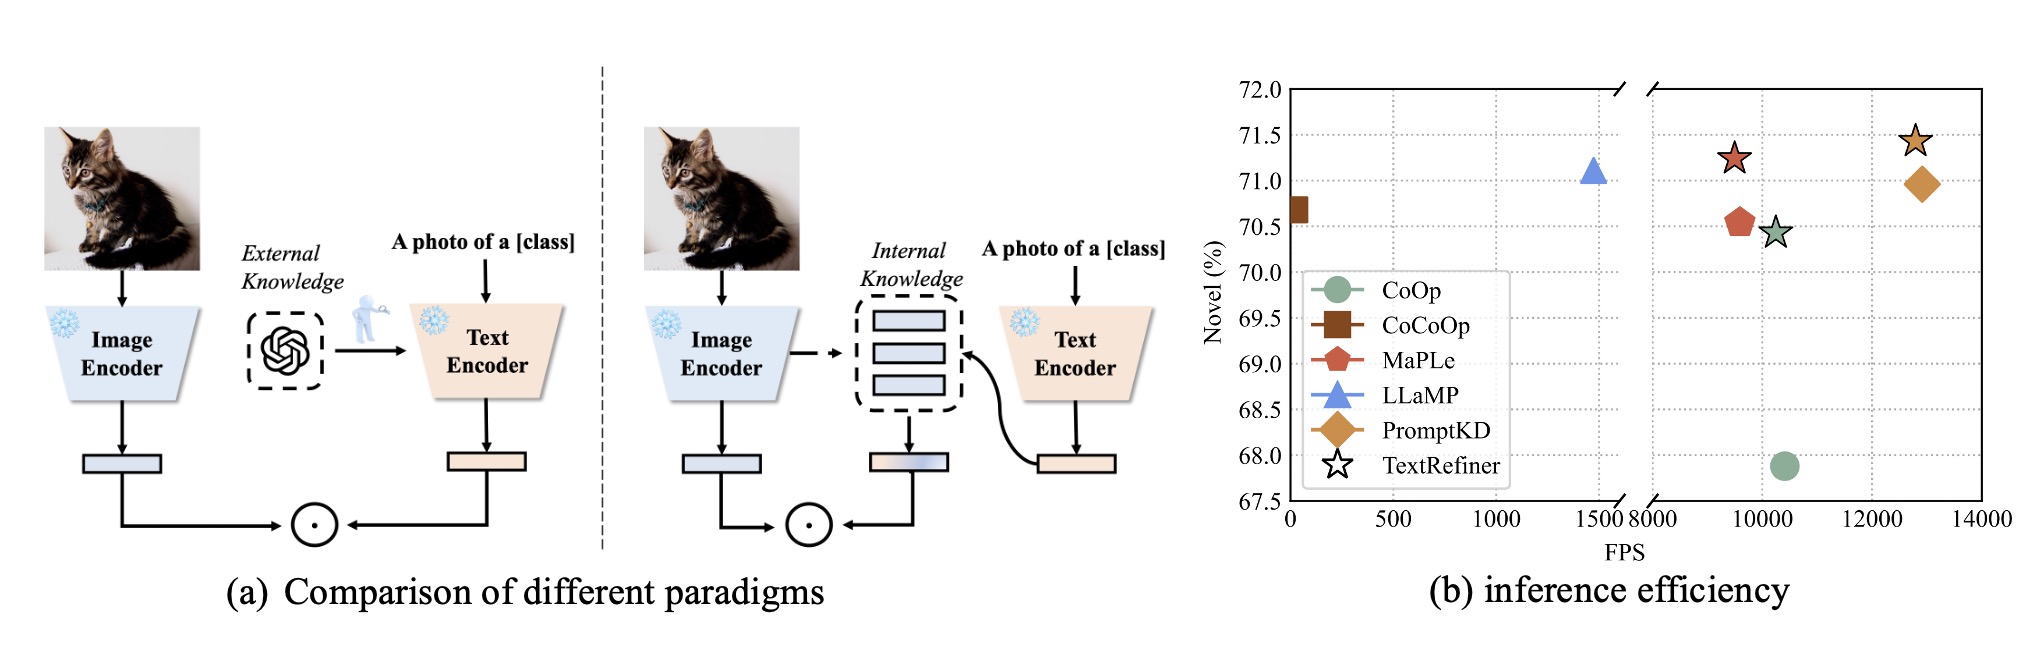 External
Knowledge
A photo of a [class]
Image
Encoder
Text
Encoder
Internal
Knowledge
A photo of a [class]
Image
Encoder
Text
Encoder
(a) Comparison of different paradigms
72.0
71.5
71.0
70.5
70.0
69.5
69.0
68.5
68.0
67.5
Novel (%)
CoOp
CoCoOp
MaPLe
LLaMP
PromptKD
TextRefiner
0 500 1000 1500 8000 10000 12000 14000
FPS
(b) inference efficiency